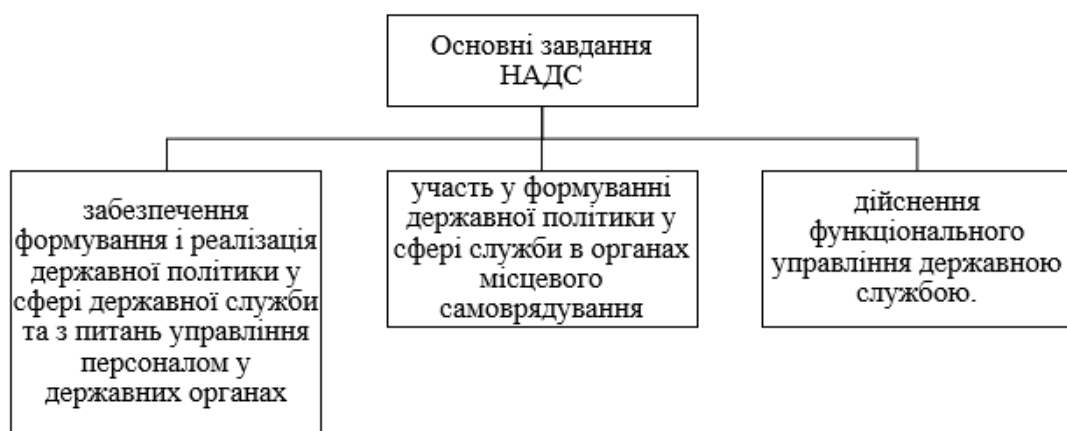 Основні завдання
НАДС
забезпечення
формування і реалізація
державної політики у
сфері державної служби
та з питань управління
персоналом у
державних органах
участь у формуванні
державної політики у
сфері служби в органах
місцевого
самоврядування
дійснення
функціонального
управління державною
службою.